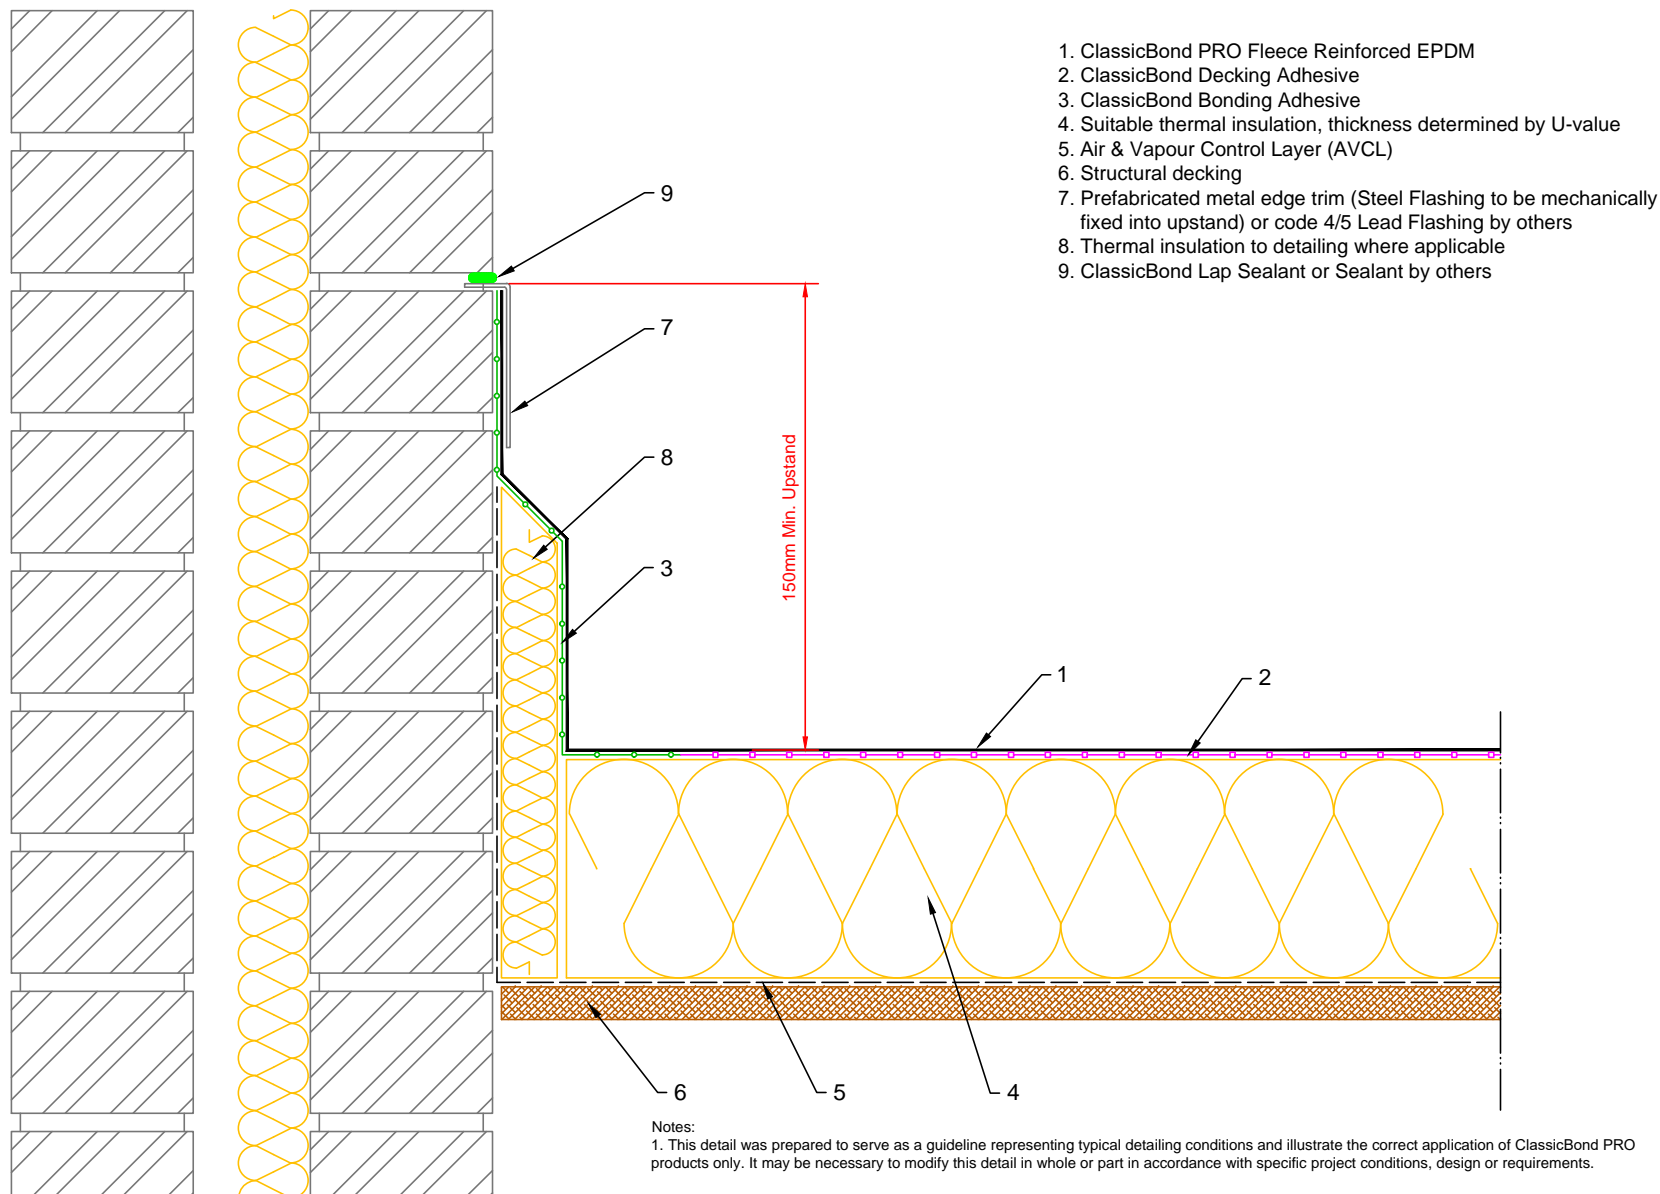 1. ClassicBond PRO Fleece Reinforced EPDM
2. ClassicBond Decking Adhesive
3. ClassicBond Bonding Adhesive
4. Suitable thermal insulation, thickness determined by U-value
5. Air & Vapour Control Layer (AVCL)
6. Structural decking
7. Prefabricated metal edge trim (Steel Flashing to be mechanically
fixed into upstand) or code 4/5 Lead Flashing by others
8. Thermal insulation to detailing where applicable
9. ClassicBond Lap Sealant or Sealant by others
9
7
8
3
150mm Min. Upstand
1
2
6
5
4
Notes:
1. This detail was prepared to serve as a guideline representing typical detailing conditions and illustrate the correct application of ClassicBond PRO
products only. It may be necessary to modify this detail in whole or part in accordance with specific project conditions, design or requirements.